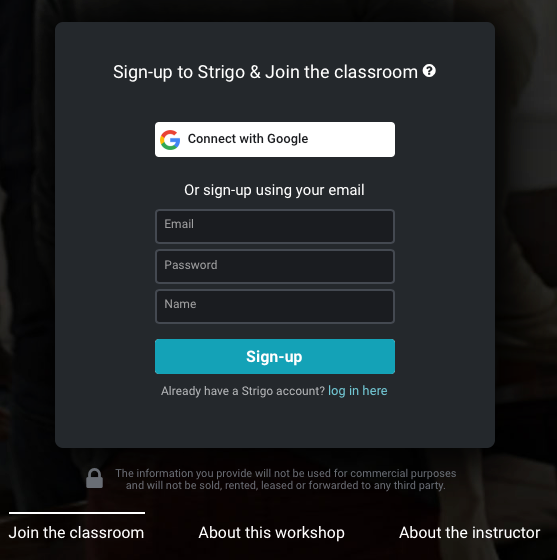 Sign-up to Strigo & Join the classroom ?
Connect with Google
Or sign-up using your email
Email
Password
Name
Sign-up
Already have a Strigo account? log in here
The information you provide will not be used for commercial purposes
and will not be sold, rented, leased or forwarded to any third party.
Join the classroom
About this workshop
About the instructor